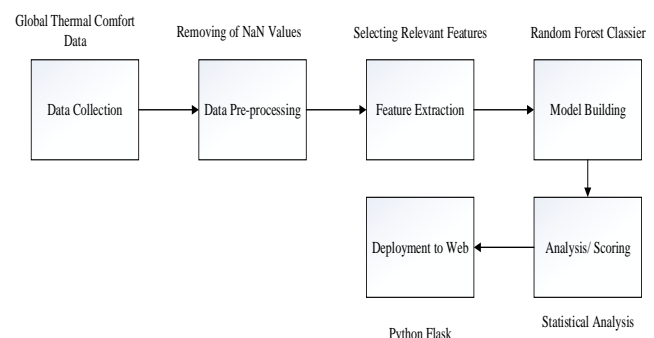 Global Thermal Comfort
Data
Removing of NaN Values
Selecting Relevant Features
Random Forest Classier
Data Collection
Data Pre-processing
Feature Extraction
Model Building
Deployment to Web
Analysis/ Scoring
Python Flask
Statistical Analysis